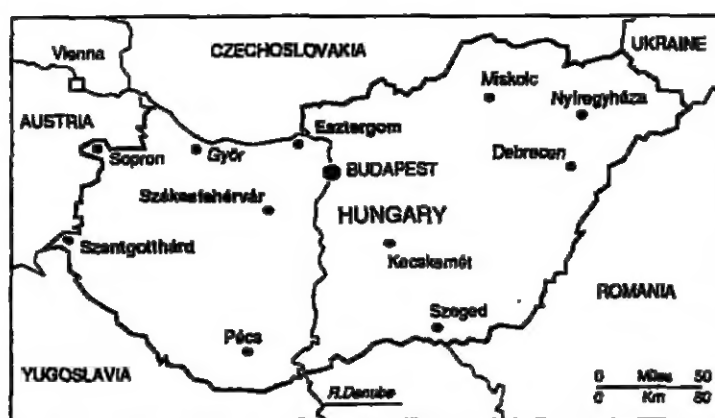 Vienna
CZECHOSLOVAKIA
UKRAINE
Miskolc
Nyíregyháza
AUSTRIA
Esztergom
Sopron
Györ
BUDAPEST
Debrecen
Székesfehérvár
HUNGARY
Szentgotthárd
Kecskemét
ROMANIA
Szeged
Pécs
YUGOSLAVIA
R.Danube
0 Miles 50
0 Km 80